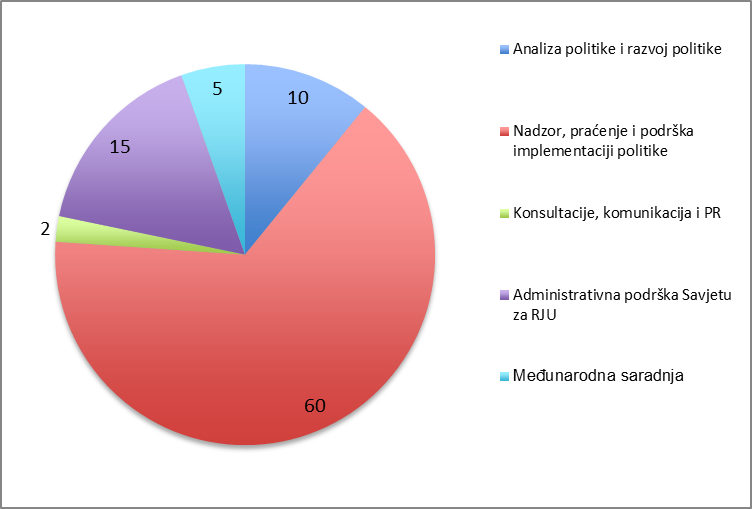 5
10
15
2
60
Analiza politike i razvoj politike
Nadzor, praćenje i podrška
implementaciji politike
Konsultacije, komunikacija i PR
Administrativna podrška Savjetu
za RJU
Međunarodna saradnja